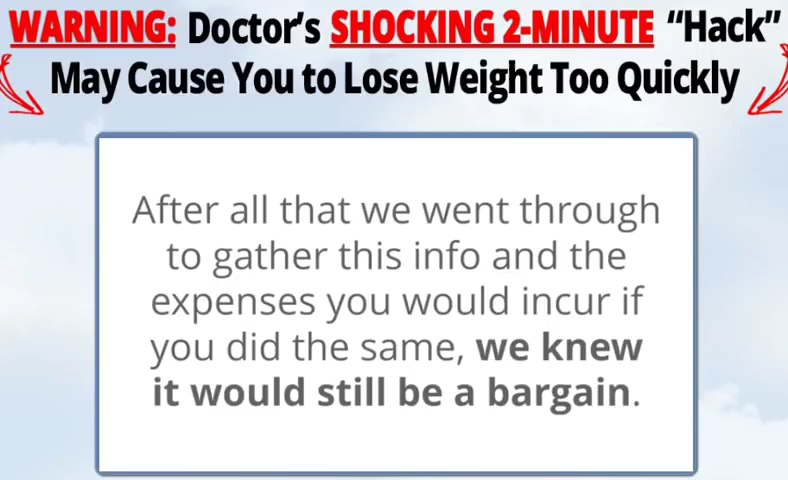 WARNING: Doctor's SHOCKING 2-MINUTE “Hack”
May Cause You to Lose Weight Too Quickly
After all that we went through
to gather this info and the
expenses you would incur if
you did the same, we knew
it would still be a bargain.